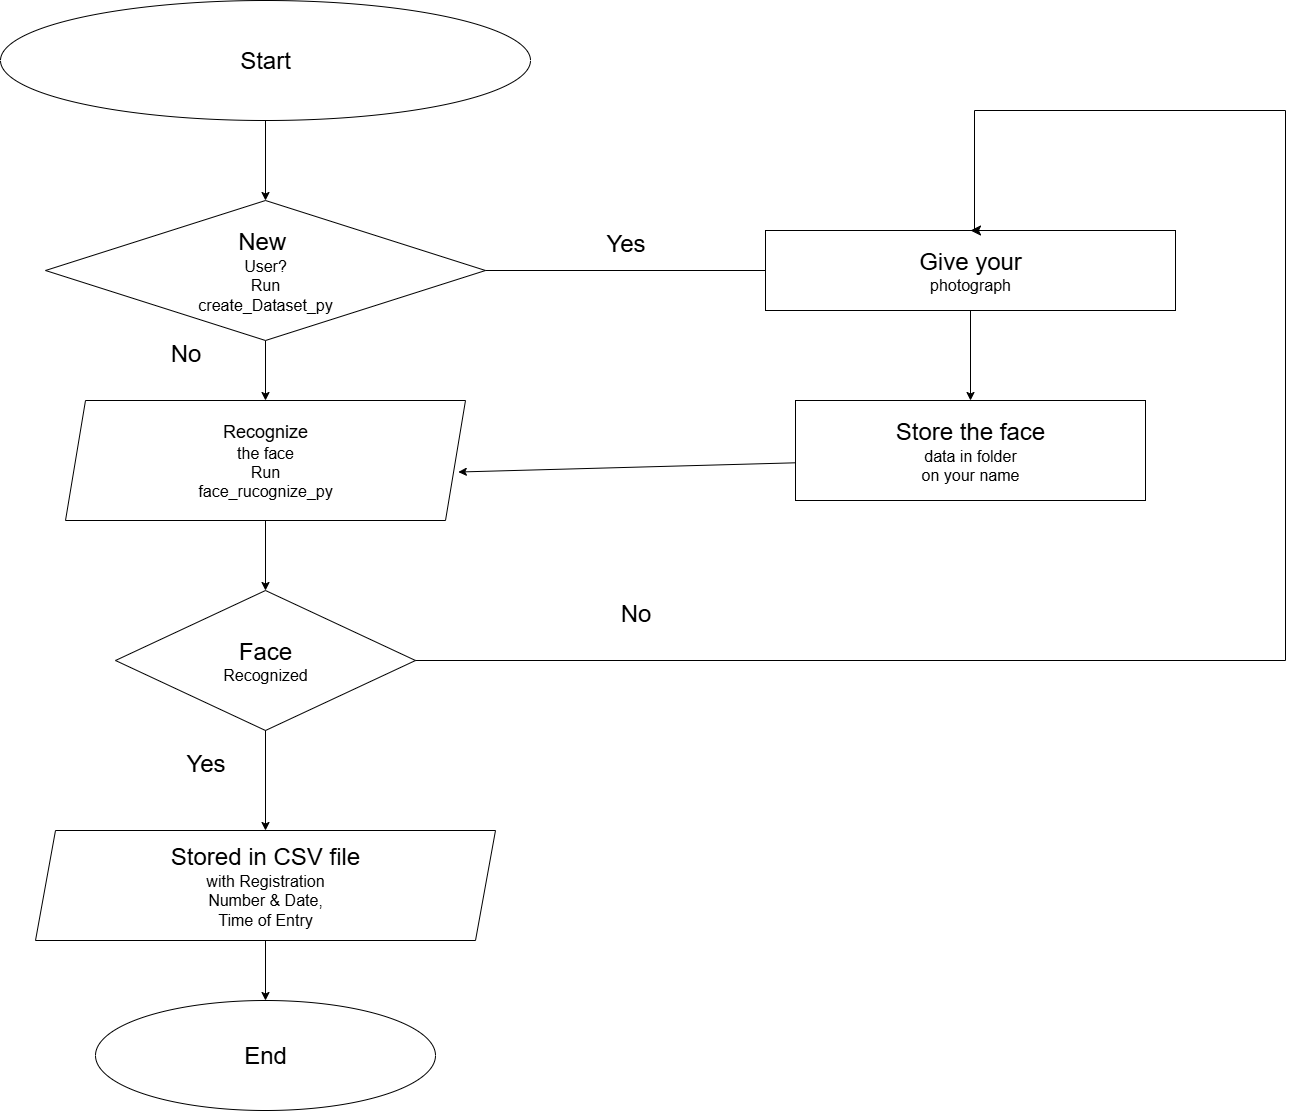 Start
New
User?
Run
create_Dataset_py
Yes
Give your
photograph
No
Recognize
the face
Run
face_rucognize_py
Store the face
data in folder
on your name
No
Face
Recognized
Yes
Stored in CSV file
with Registration
Number & Date,
Time of Entry
End